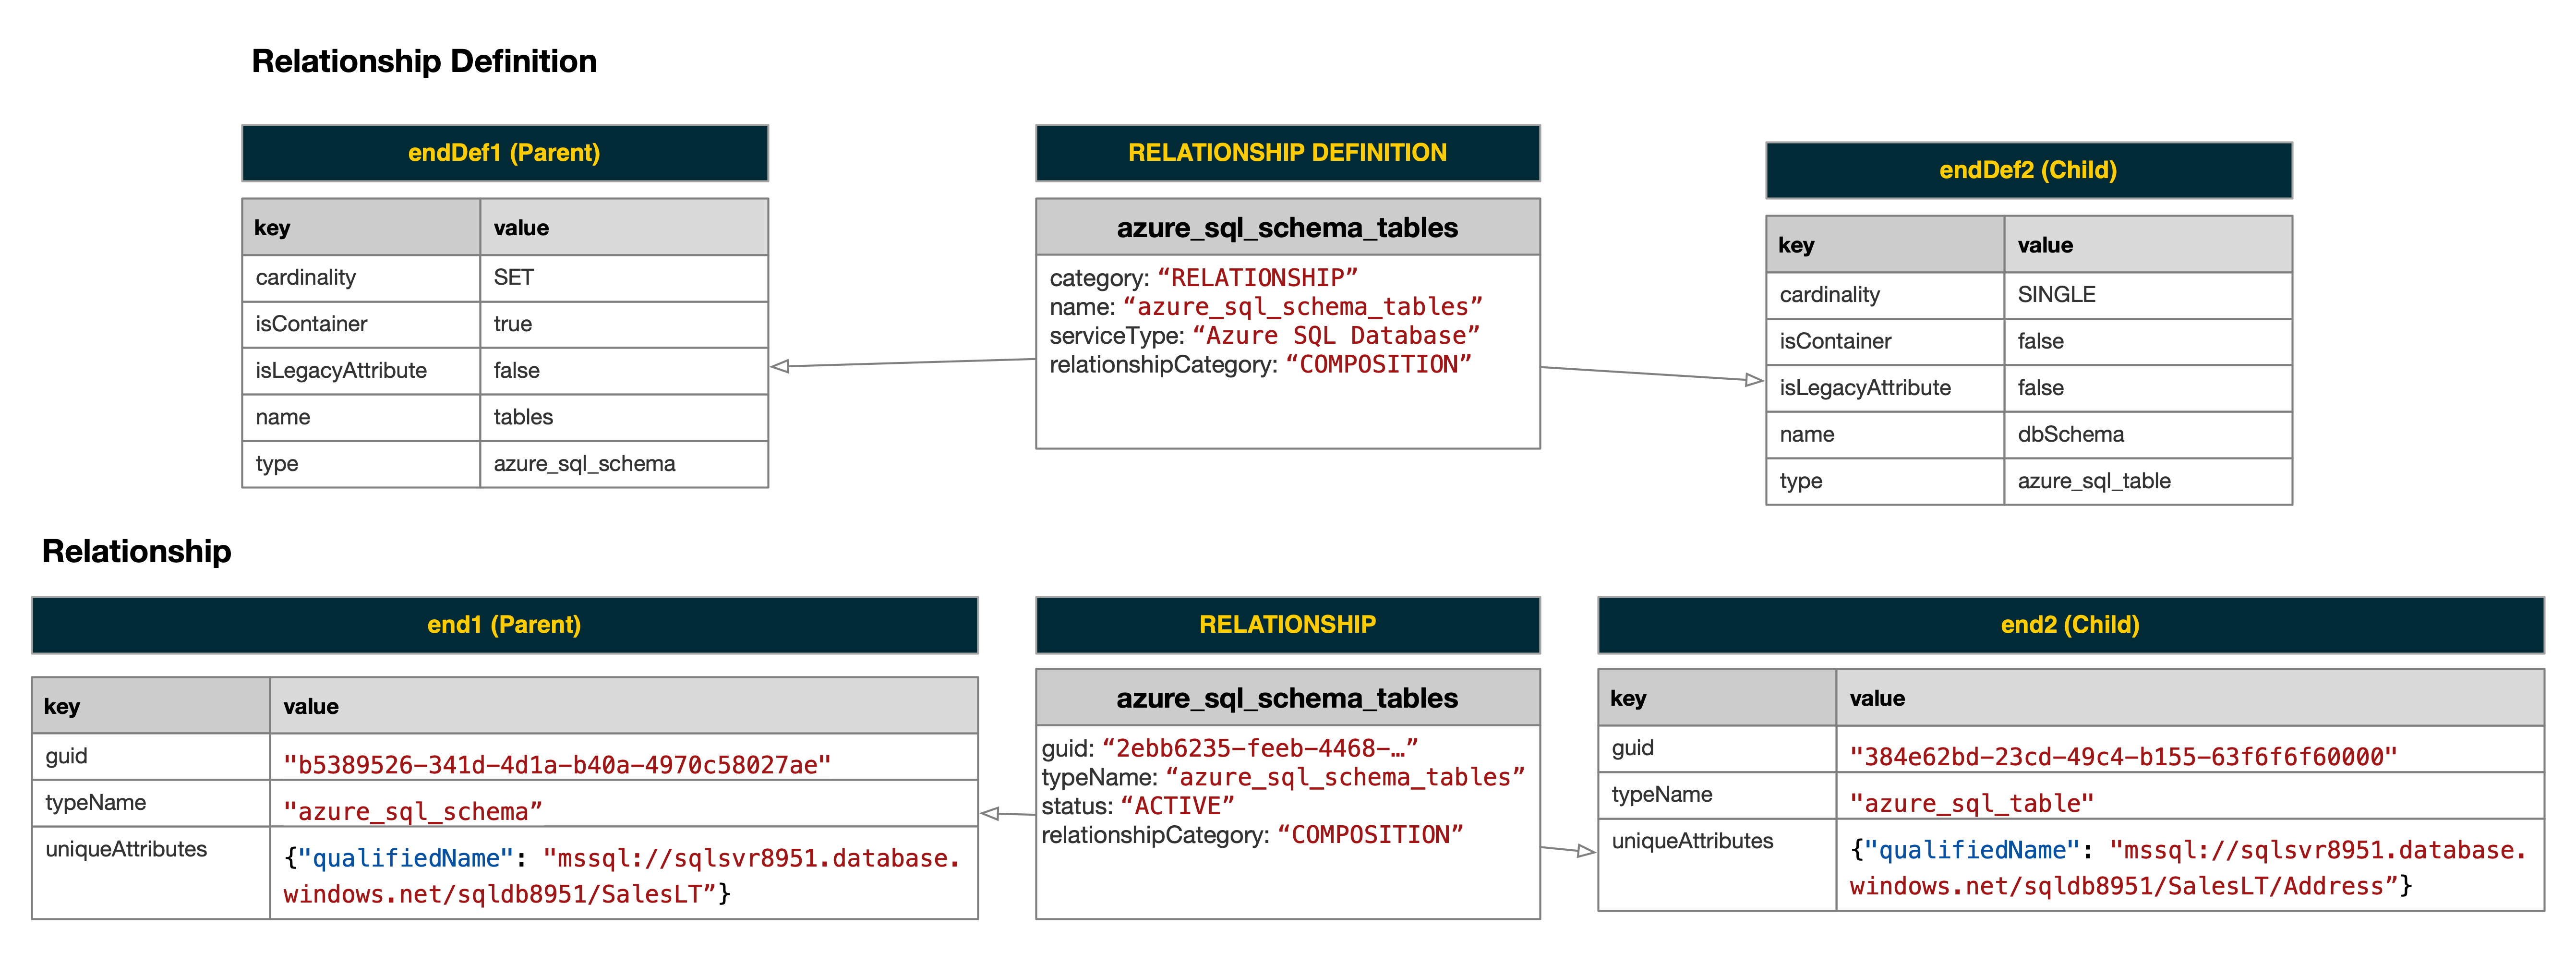 Relationship Definition
endDef1 (Parent)
key value
cardinality SET
isContainer true
isLegacyAttribute false
name tables
type azure_sql_schema
RELATIONSHIP DEFINITION
azure_sql_schema_tables
category: “RELATIONSHIP”
name: “azure_sql_schema_tables”
serviceType: “Azure SQL Database”
relationshipCategory: “COMPOSITION”
endDef2 (Child)
key value
cardinality SINGLE
isContainer false
isLegacyAttribute false
name dbSchema
type azure_sql_table
Relationship
end1 (Parent)
key value
guid "b5389526-341d-4d1a-b40a-4970c58027ae"
typeName "azure_sql_schema”
uniqueAttributes {"qualifiedName": "mssql://sqlsvr8951.database.
windows.net/sqldb8951/SalesLT”}
RELATIONSHIP
azure_sql_schema_tables
guid: “2ebb6235-feeb-4468-…”
typeName: “azure_sql_schema_tables”
status: “ACTIVE”
relationshipCategory: “COMPOSITION”
end2 (Child)
key value
guid "384e62bd-23cd-49c4-b155-63f6f6f60000"
typeName "azure_sql_table"
uniqueAttributes {"qualifiedName": "mssql://sqlsvr8951.database.
windows.net/sqldb8951/SalesLT/Address”}